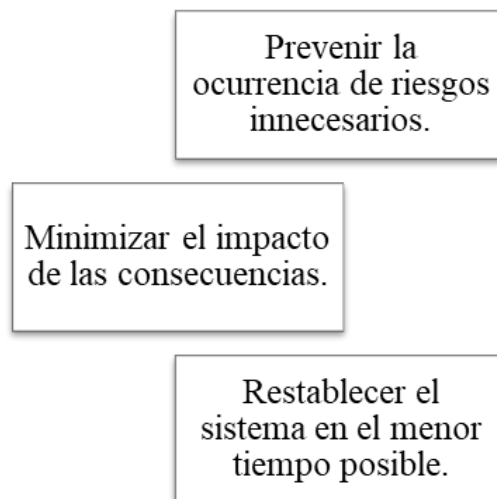 Prevenir la
ocurrencia de riesgos
innecesarios.
Minimizar el impacto
de las consecuencias.
Restablecer el
sistema en el menor
tiempo posible.